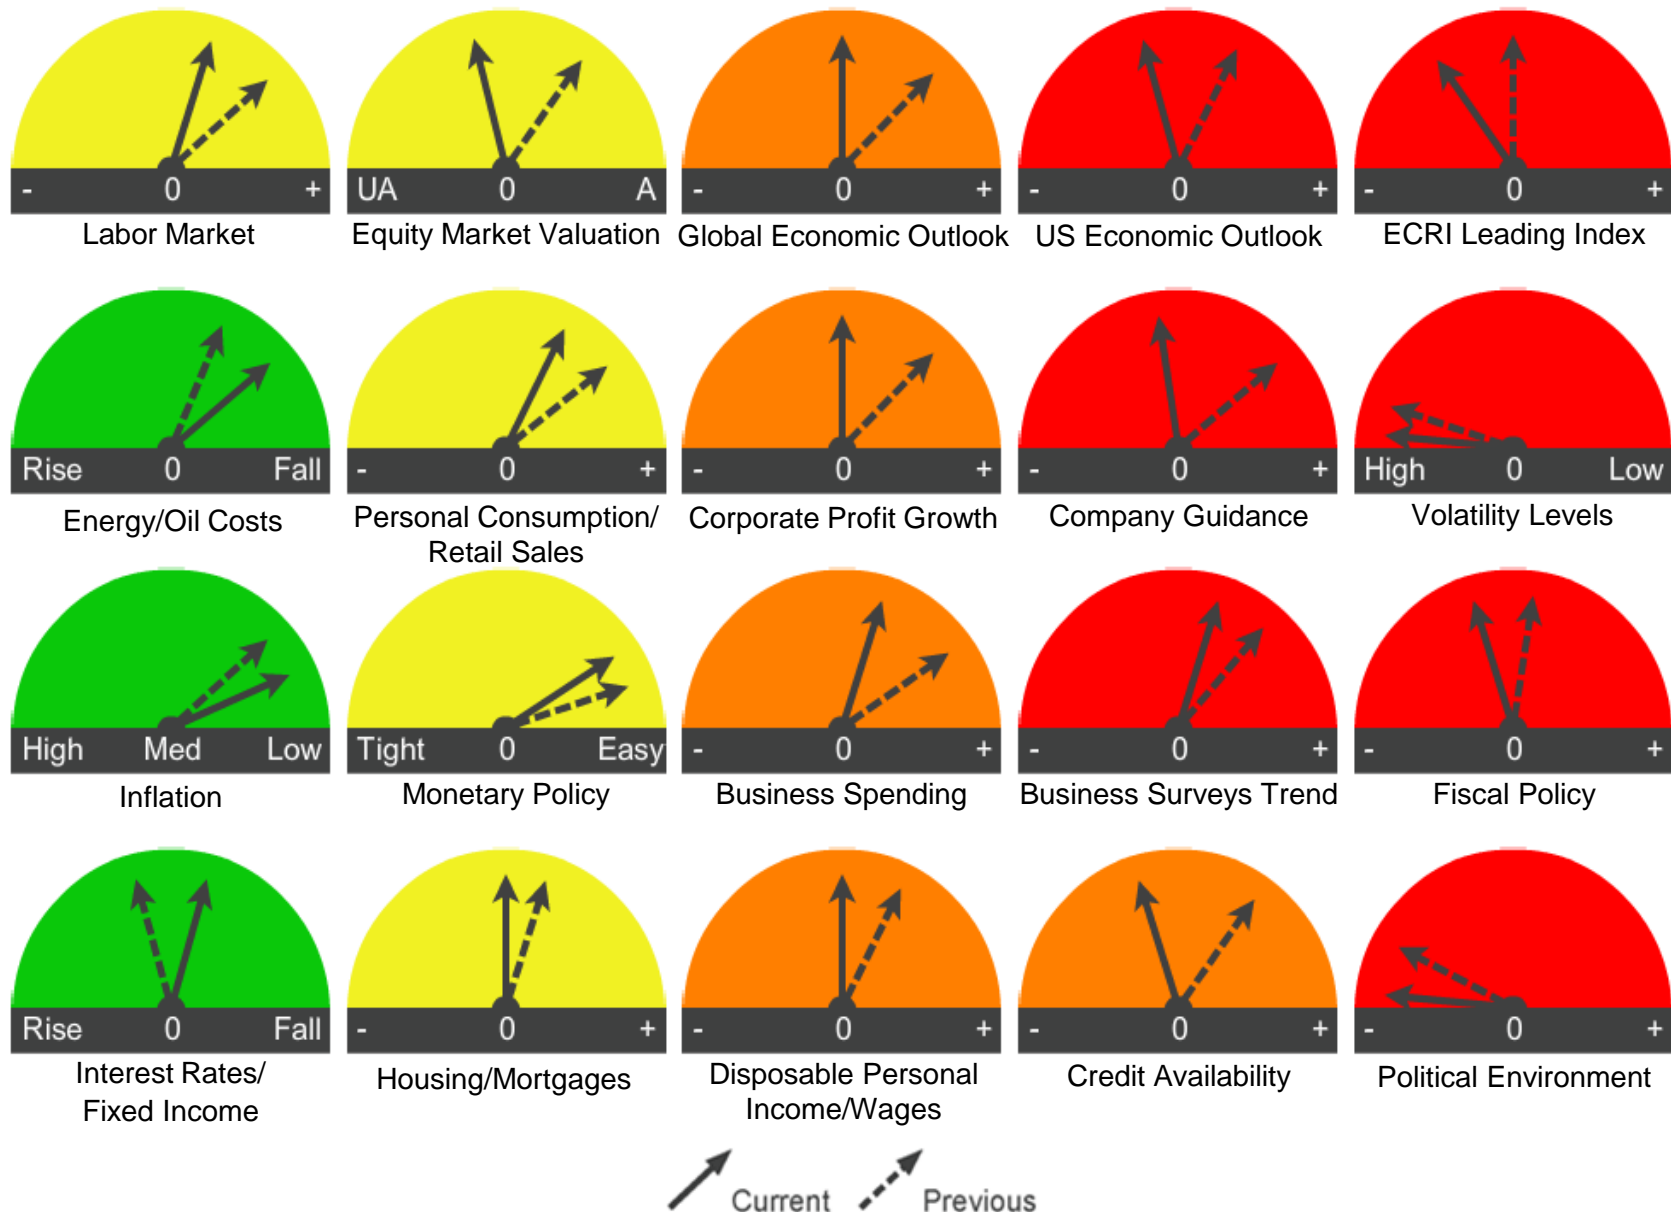 - 0 +
UA 0 A
- 0 +
- 0 +
- 0 +
Labor Market
Equity Market Valuation
Global Economic Outlook
US Economic Outlook
ECRI Leading Index
Rise 0 Fall
- 0 +
- 0 +
- 0 +
High 0 Low
Energy/Oil Costs
Personal Consumption/
Retail Sales
Corporate Profit Growth
Company Guidance
Volatility Levels
High Med Low
Tight 0 Easy
- 0 +
- 0 +
- 0 +
Inflation
Monetary Policy
Business Spending
Business Surveys Trend
Fiscal Policy
Rise 0 Fall
- 0 +
- 0 +
- 0 +
- 0 +
Interest Rates/
Fixed Income
Housing/Mortgages
Disposable Personal
Income/Wages
Credit Availability
Political Environment
Current
Previous